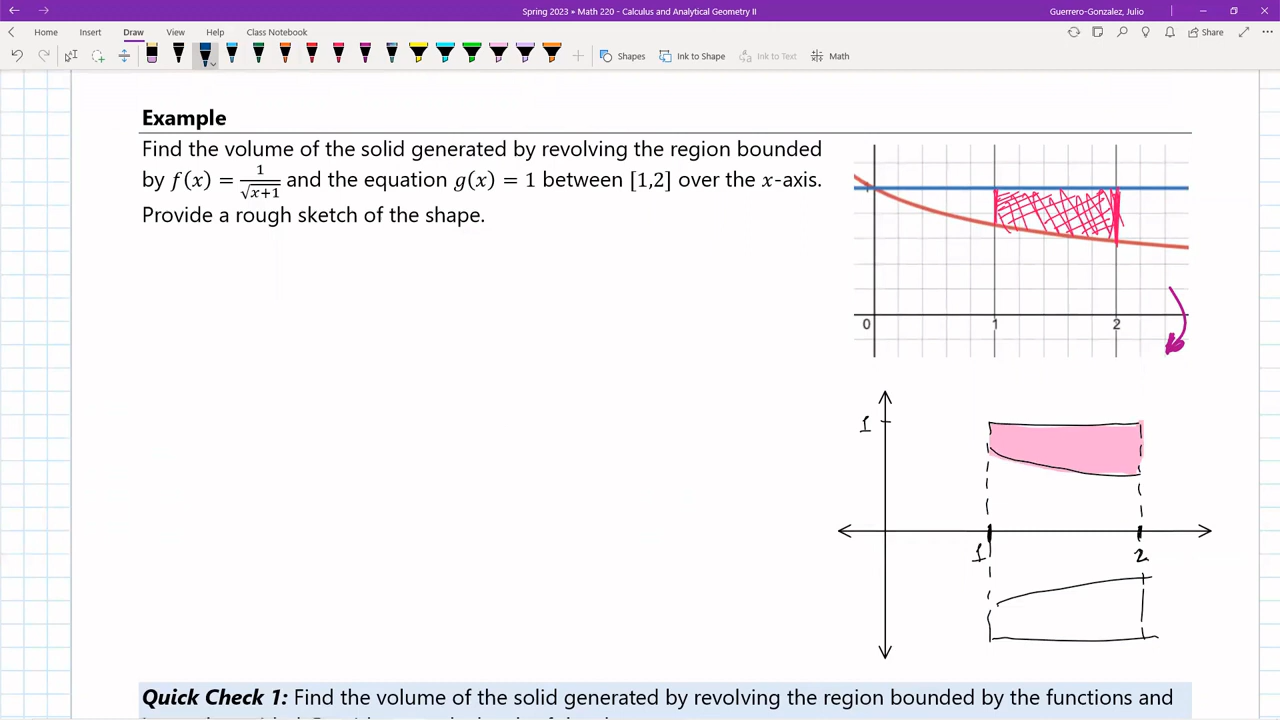 Spring 2023 » Math 220 - Calculus and Analytical Geometry II
Guerrero-Gonzalez, Julio
Home Insert Draw View Help Class Notebook
Share
Shapes Ink to Shape Ink to Text Math
Example
Find the volume of the solid generated by revolving the region bounded
by f(x) = 1/√(x+1) and the equation g(x) = 1 between [1,2] over the x-axis.
Provide a rough sketch of the shape.
0 1 2
1
1 2
Quick Check 1: Find the volume of the solid generated by revolving the region bounded by the functions and